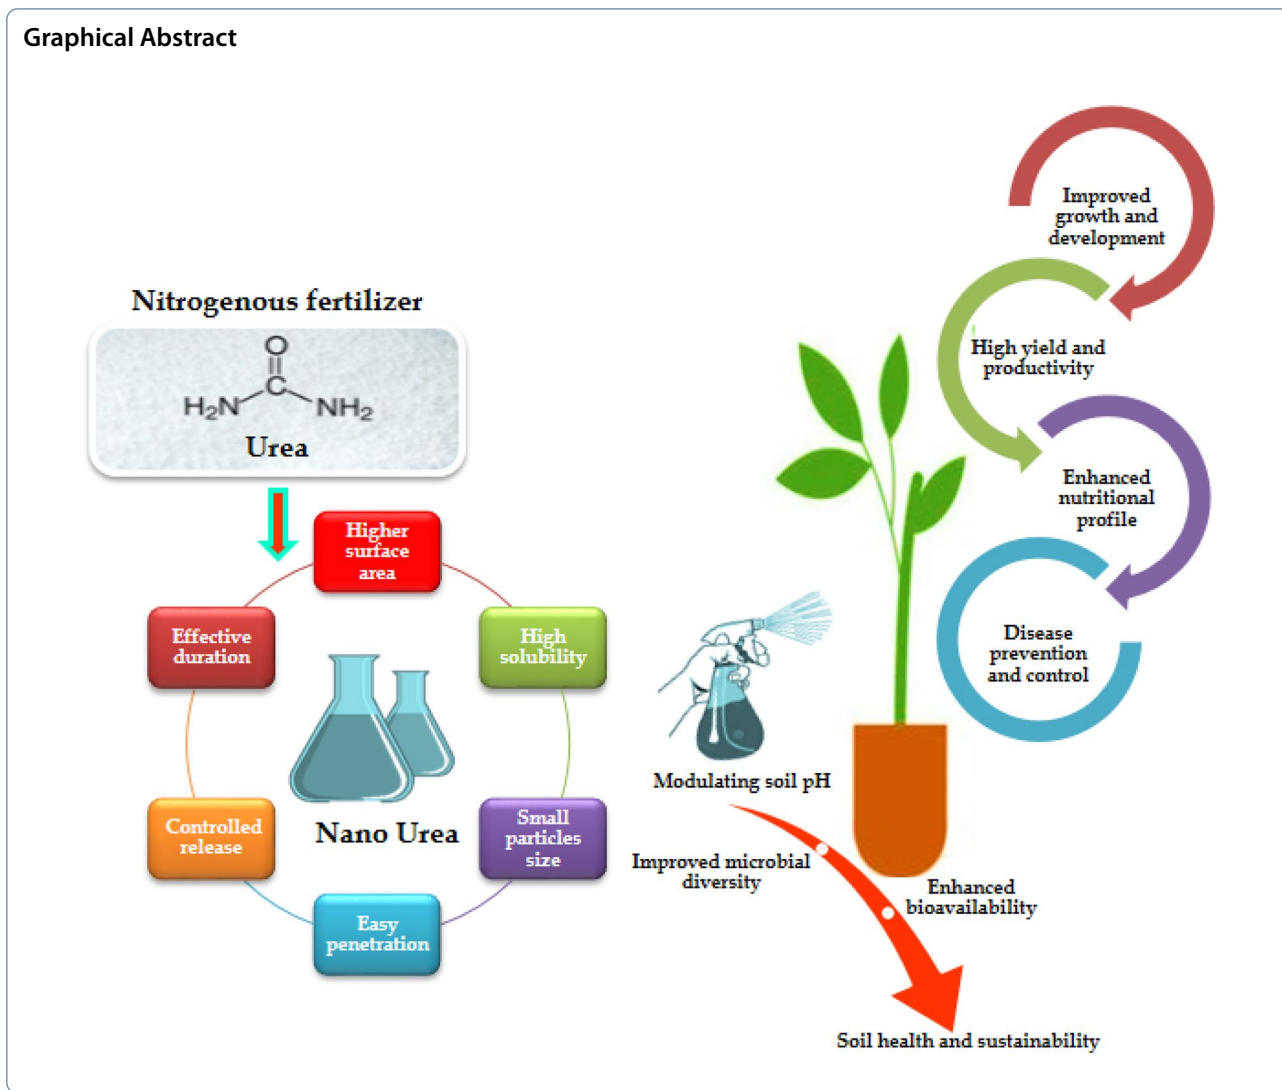 Graphical Abstract
Nitrogenous fertilizer
O
C
H₂N
NH₂
Urea
Higher
surface
area
High
solubility
Small
particles
size
Easy
penetration
Controlled
release
Effective
duration
Nano Urea
Improved
growth and
development
High yield and
productivity
Enhanced
nutritional
profile
Disease
prevention
and control
Modulating soil pH
Improved microbial
diversity
Enhanced
bioavailability
Soil health and sustainability